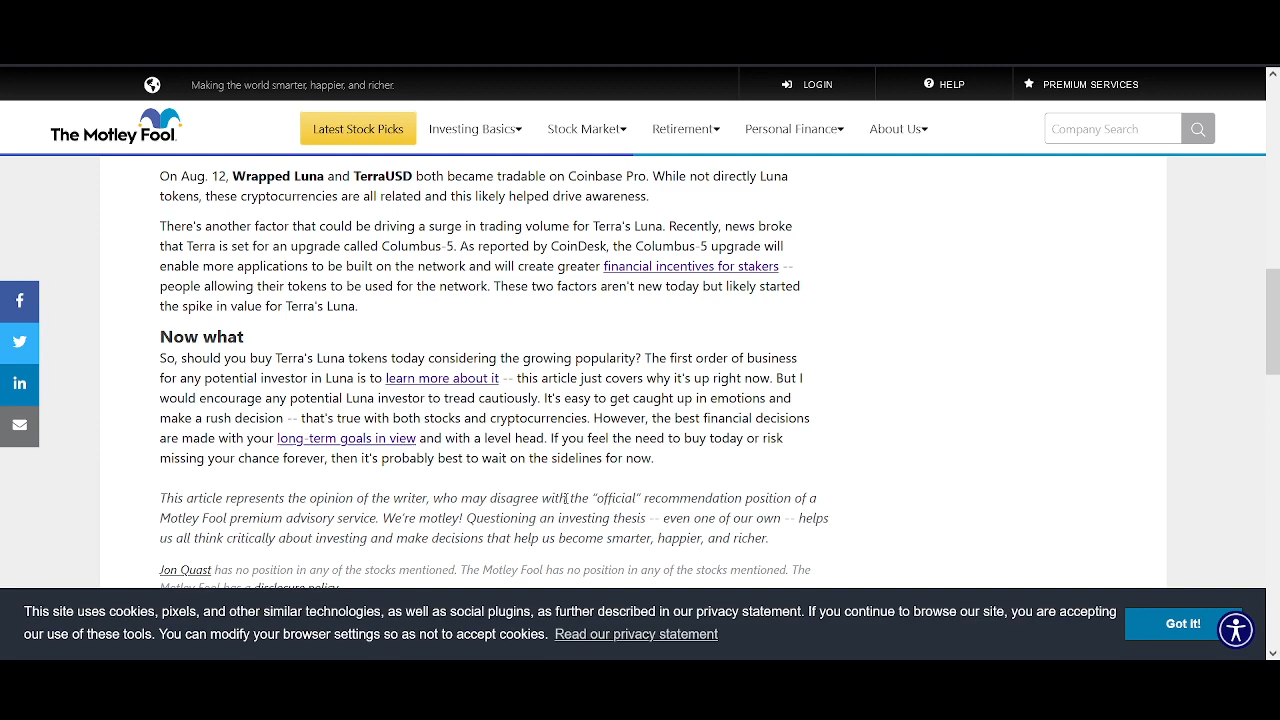 Making the world smarter, happier, and richer.
LOGIN
HELP
PREMIUM SERVICES
The Motley Fool.
Latest Stock Picks
Investing Basics
Stock Market
Retirement
Personal Finance
About Us
Company Search
On Aug. 12, Wrapped Luna and TerraUSD both became tradable on Coinbase Pro. While not directly Luna
tokens, these cryptocurrencies are all related and this likely helped drive awareness.
There's another factor that could be driving a surge in trading volume for Terra's Luna. Recently, news broke
that Terra is set for an upgrade called Columbus-5. As reported by CoinDesk, the Columbus-5 upgrade will
enable more applications to be built on the network and will create greater financial incentives for stakers --
people allowing their tokens to be used for the network. These two factors aren't new today but likely started
the spike in value for Terra's Luna.
Now what
So, should you buy Terra's Luna tokens today considering the growing popularity? The first order of business
for any potential investor in Luna is to learn more about it -- this article just covers why it's up right now. But I
would encourage any potential Luna investor to tread cautiously. It's easy to get caught up in emotions and
make a rush decision -- that's true with both stocks and cryptocurrencies. However, the best financial decisions
are made with your long-term goals in view and with a level head. If you feel the need to buy today or risk
missing your chance forever, then it's probably best to wait on the sidelines for now.
This article represents the opinion of the writer, who may disagree with the “official” recommendation position of a
Motley Fool premium advisory service. We’re motley! Questioning an investing thesis -- even one of our own -- helps
us all think critically about investing and make decisions that help us become smarter, happier, and richer.
Jon Quast has no position in any of the stocks mentioned. The Motley Fool has no position in any of the stocks mentioned. The
Motley Fool has a disclosure policy.
This site uses cookies, pixels, and other similar technologies, as well as social plugins, as further described in our privacy statement. If you continue to browse our site, you are accepting
our use of these tools. You can modify your browser settings so as not to accept cookies. Read our privacy statement
Got it!